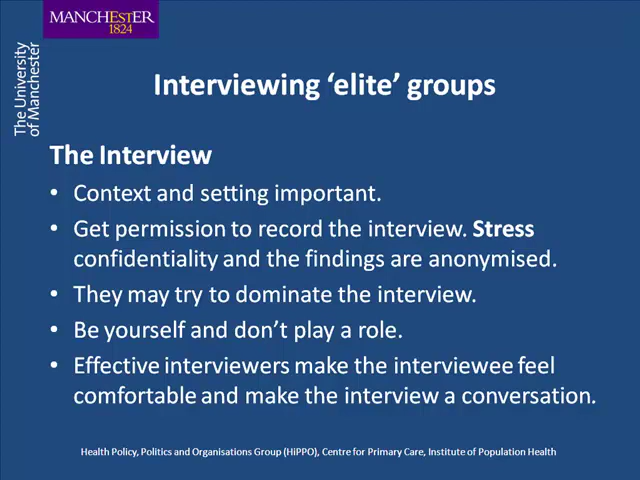 MANCHESTER
1824
The University
of Manchester
Interviewing ‘elite’ groups
The Interview
• Context and setting important.
• Get permission to record the interview. Stress
confidentiality and the findings are anonymised.
• They may try to dominate the interview.
• Be yourself and don’t play a role.
• Effective interviewers make the interviewee feel
comfortable and make the interview a conversation.
Health Policy, Politics and Organisations Group (HiPPO), Centre for Primary Care, Institute of Population Health